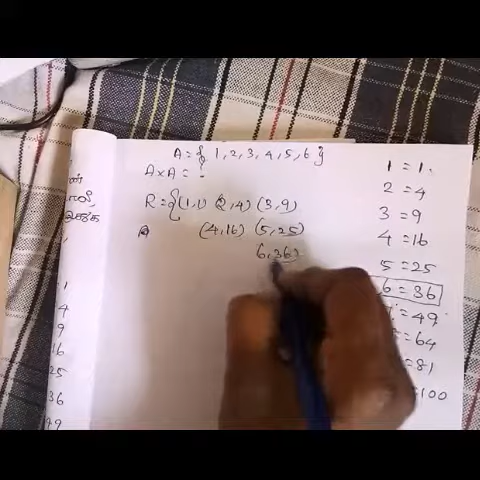 A = { 1, 2, 3, 4, 5, 6 }
A×A = {
R = { (1,1) (2,4) (3,9)
(4,16) (5,25)
6,36)
1 = 1
2 = 4
3 = 9
4 = 16
5 = 25
6 = 36
= 49
= 64
= 81
=100
1
4
9
16
25
36
49